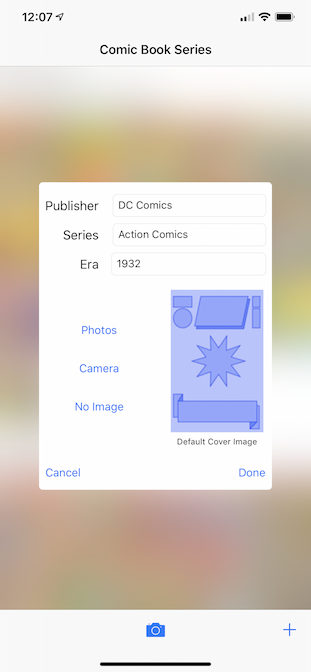 12:07
Comic Book Series
Publisher DC Comics
Series Action Comics
Era 1932
Photos
Camera
No Image
Default Cover Image
Cancel Done